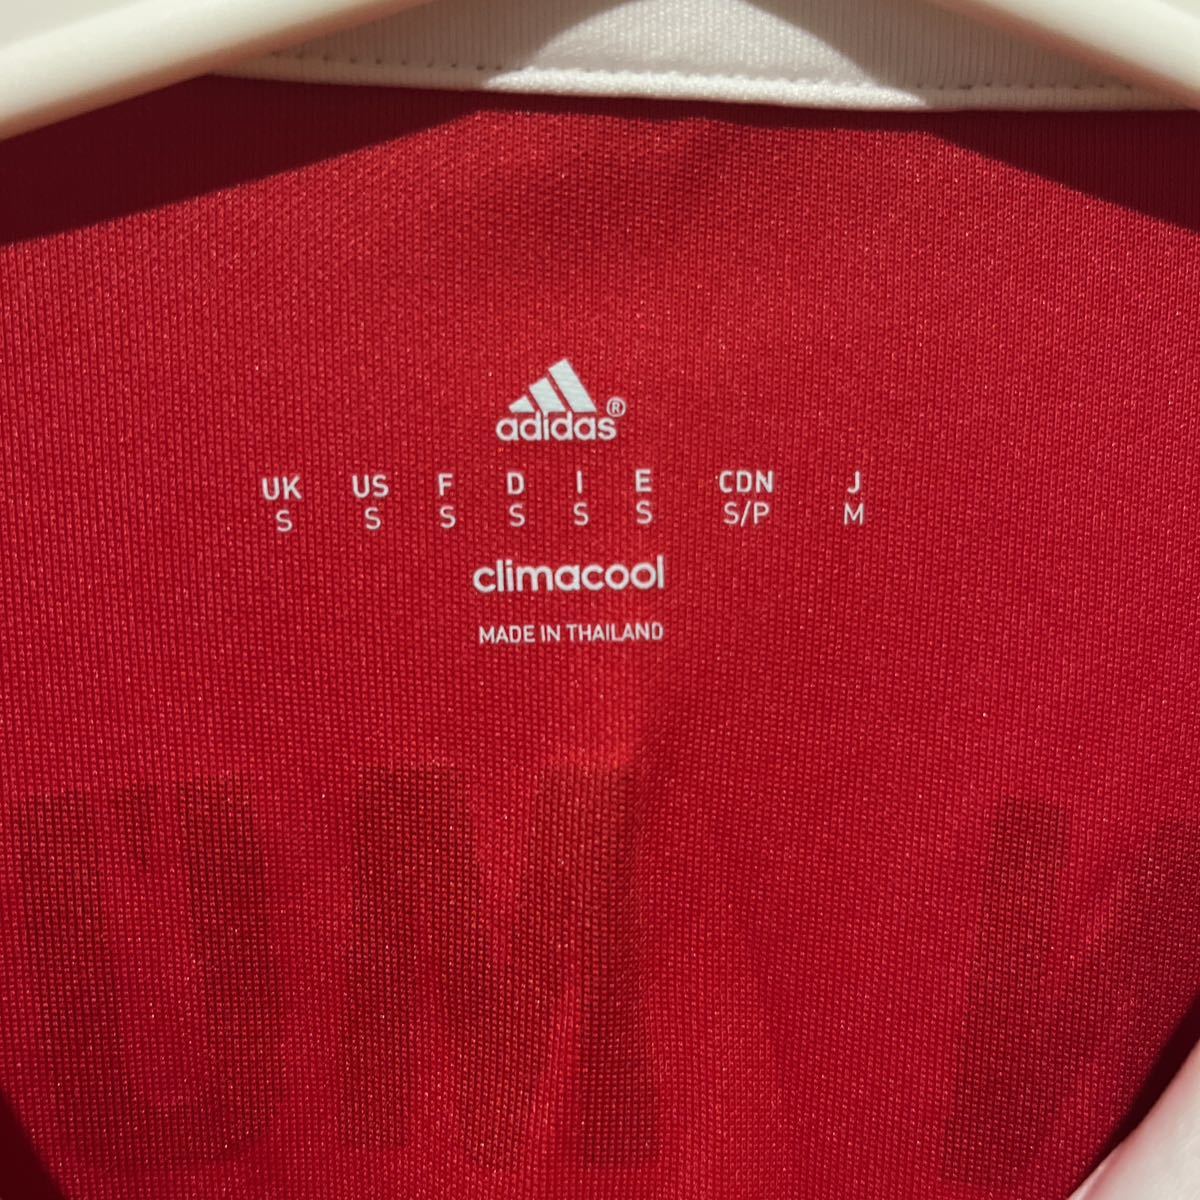 adidas®
UK US F D I E CDN J
S S S S S S S/P M
climacool
MADE IN THAILAND